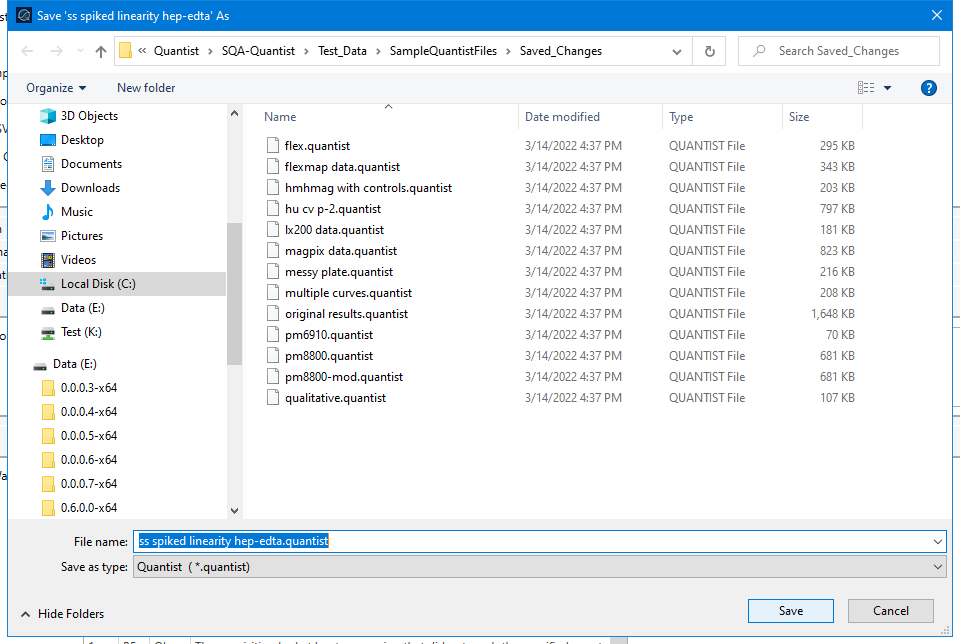 Save 'ss spiked linearity hep-edta' As
« Quantist › SQA-Quantist › Test_Data › SampleQuantistFiles › Saved_Changes
Search Saved_Changes
Organize
New folder
?
3D Objects
Desktop
Documents
Downloads
Music
Pictures
Videos
Local Disk (C:)
Data (E:)
Test (K:)
Data (E:)
0.0.0.3-x64
0.0.0.4-x64
0.0.0.5-x64
0.0.0.6-x64
0.0.0.7-x64
0.6.0.0-x64
Name Date modified Type Size
flex.quantist 3/14/2022 4:37 PM QUANTIST File 295 KB
flexmap data.quantist 3/14/2022 4:37 PM QUANTIST File 343 KB
hmhmag with controls.quantist 3/14/2022 4:37 PM QUANTIST File 203 KB
hu cv p-2.quantist 3/14/2022 4:37 PM QUANTIST File 797 KB
lx200 data.quantist 3/14/2022 4:37 PM QUANTIST File 181 KB
magpix data.quantist 3/14/2022 4:37 PM QUANTIST File 823 KB
messy plate.quantist 3/14/2022 4:37 PM QUANTIST File 216 KB
multiple curves.quantist 3/14/2022 4:37 PM QUANTIST File 208 KB
original results.quantist 3/14/2022 4:37 PM QUANTIST File 1,648 KB
pm6910.quantist 3/14/2022 4:37 PM QUANTIST File 70 KB
pm8800.quantist 3/14/2022 4:37 PM QUANTIST File 681 KB
pm8800-mod.quantist 3/14/2022 4:37 PM QUANTIST File 681 KB
qualitative.quantist 3/14/2022 4:37 PM QUANTIST File 107 KB
File name: ss spiked linearity hep-edta.quantist
Save as type: Quantist ( *.quantist)
Hide Folders
Save
Cancel